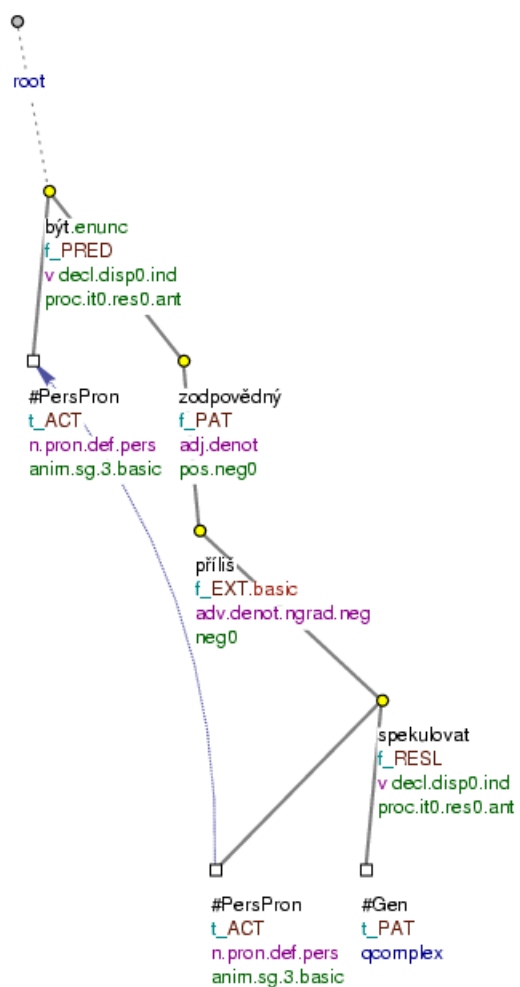 root
být.enunc
f_PRED
v decl.disp0.ind
proc.it0.res0.ant
#PersPron
t_ACT
n.pron.def.pers
anim.sg.3.basic
zodpovědný
f_PAT
adj.denot
pos.neg0
příliš
f_EXT.basic
adv.denot.ngrad.neg
neg0
spekulovat
f_RESL
v decl.disp0.ind
proc.it0.res0.ant
#PersPron
t_ACT
n.pron.def.pers
anim.sg.3.basic
#Gen
t_PAT
qcomplex